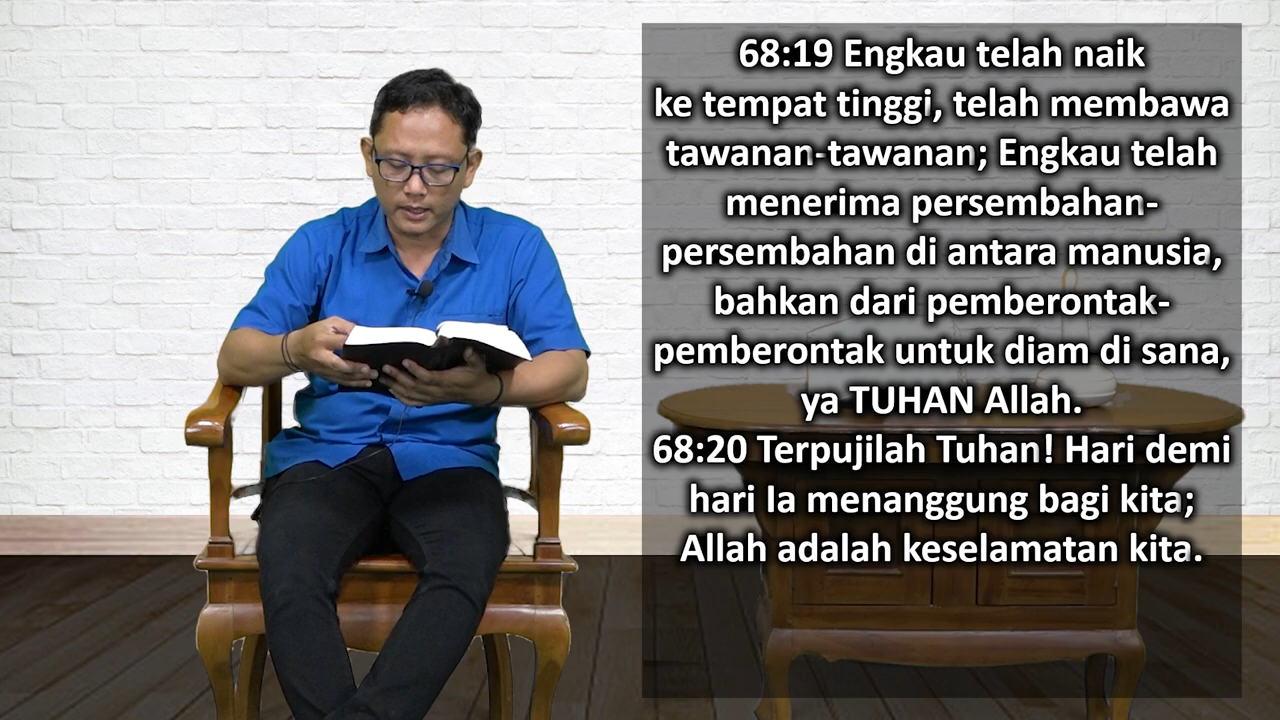 68:19 Engkau telah naik
ke tempat tinggi, telah membawa
tawanan-tawanan; Engkau telah
menerima persembahan-
persembahan di antara manusia,
bahkan dari pemberontak-
pemberontak untuk diam di sana,
ya TUHAN Allah.
68:20 Terpujilah Tuhan! Hari demi
hari Ia menanggung bagi kita;
Allah adalah keselamatan kita.